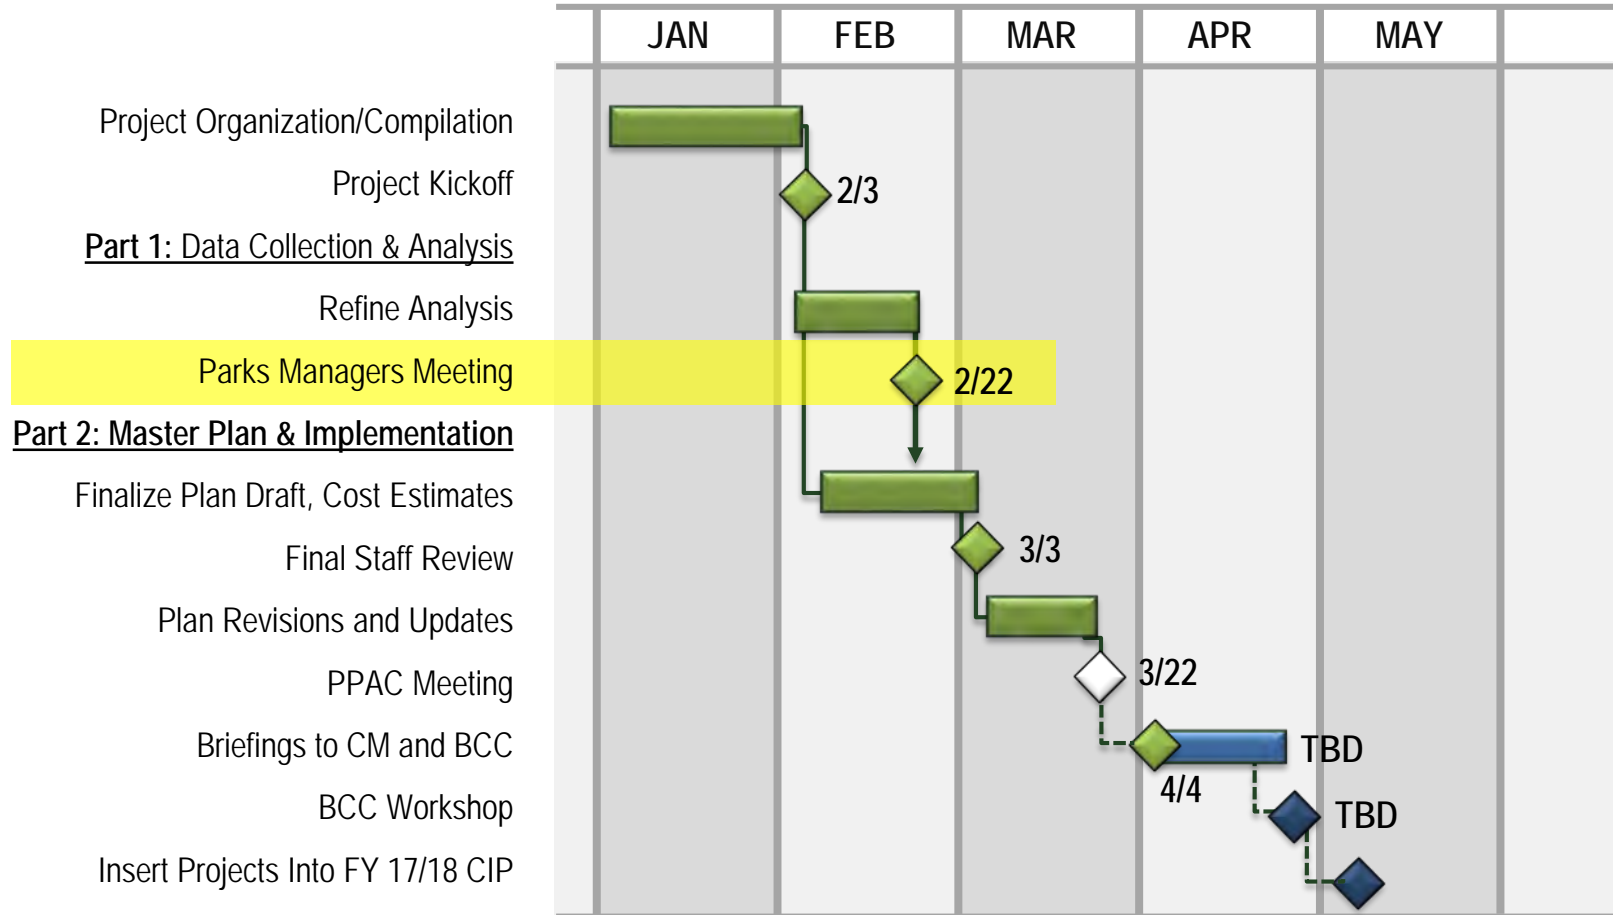 JAN FEB MAR APR MAY
Project Organization/Compilation
Project Kickoff 2/3
Part 1: Data Collection & Analysis
Refine Analysis
Parks Managers Meeting 2/22
Part 2: Master Plan & Implementation
Finalize Plan Draft, Cost Estimates
Final Staff Review 3/3
Plan Revisions and Updates
PPAC Meeting 3/22
Briefings to CM and BCC TBD
4/4
BCC Workshop TBD
Insert Projects Into FY 17/18 CIP